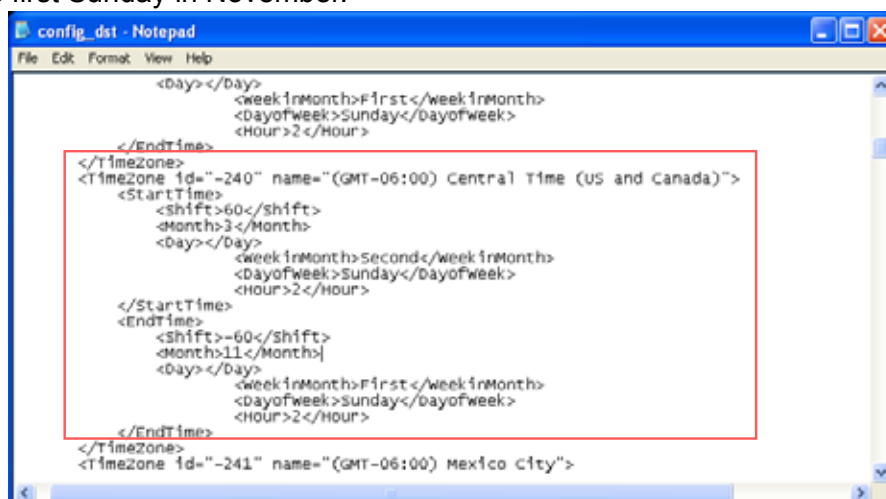 first Sunday in November.
config_dst - Notepad
File Edit Format View Help
<Day></Day>
<WeekinMonth>First</WeekinMonth>
<DayofWeek>Sunday</DayofWeek>
<Hour>2</Hour>
</EndTime>
</TimeZone>
<TimeZone id="-240" name="(GMT-06:00) Central Time (US and Canada)">
<StartTime>
<Shift>60</Shift>
<Month>3</Month>
<Day></Day>
<WeekinMonth>Second</WeekinMonth>
<DayofWeek>Sunday</DayofWeek>
<Hour>2</Hour>
</StartTime>
<EndTime>
<Shift>-60</Shift>
<Month>11</Month>
<Day></Day>
<WeekinMonth>First</WeekinMonth>
<DayofWeek>Sunday</DayofWeek>
<Hour>2</Hour>
</EndTime>
</TimeZone>
<TimeZone id="-241" name="(GMT-06:00) Mexico City">